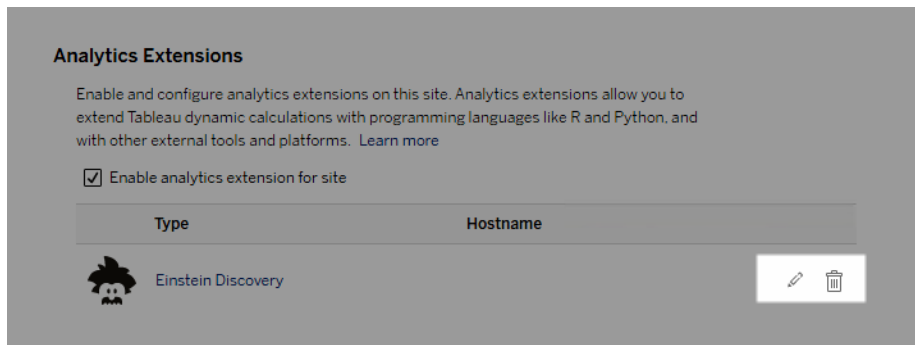 Analytics Extensions
Enable and configure analytics extensions on this site. Analytics extensions allow you to
extend Tableau dynamic calculations with programming languages like R and Python, and
with other external tools and platforms. Learn more
Enable analytics extension for site
Type Hostname
Einstein Discovery